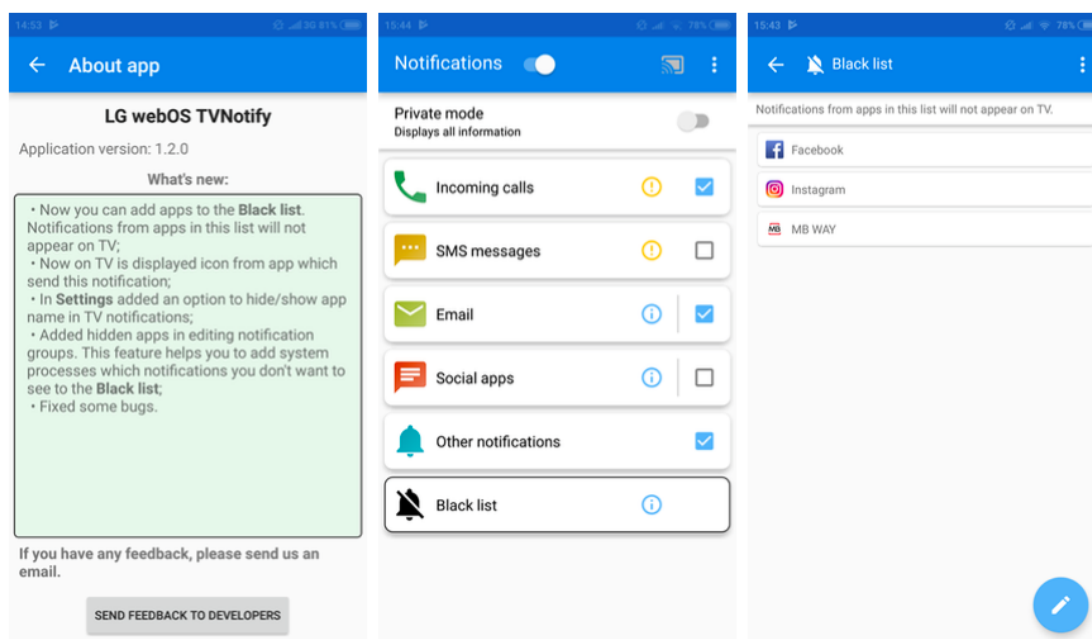 14:53
3G 81%
About app
LG webOS TVNotify
Application version: 1.2.0
What's new:
• Now you can add apps to the Black list.
Notifications from apps in this list will not
appear on TV;
• Now on TV is displayed icon from app which
send this notification;
• In Settings added an option to hide/show app
name in TV notifications;
• Added hidden apps in editing notification
groups. This feature helps you to add system
processes which notifications you don't want to
see to the Black list;
• Fixed some bugs.
If you have any feedback, please send us an
email.
SEND FEEDBACK TO DEVELOPERS
15:44
78%
Notifications
Private mode
Displays all information
Incoming calls
SMS messages
Email
Social apps
Other notifications
Black list
15:43
78%
Black list
Notifications from apps in this list will not appear on TV.
Facebook
Instagram
MB MB WAY